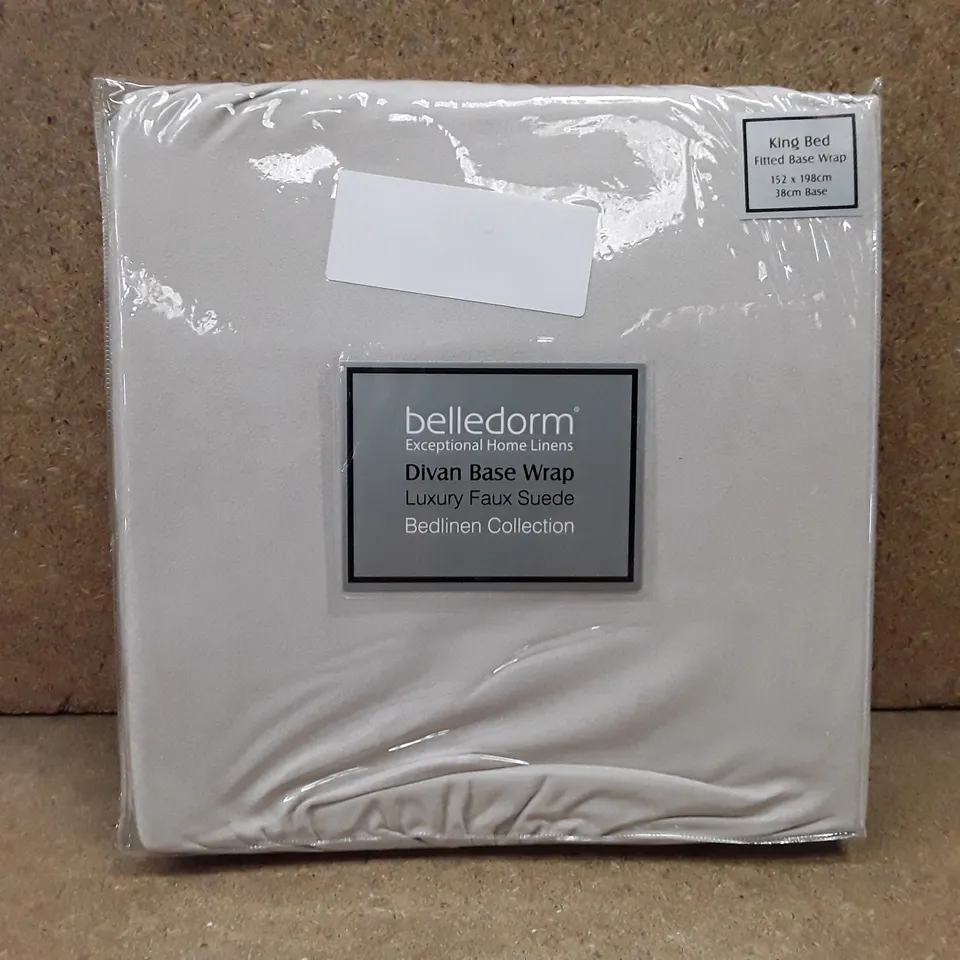 King Bed
Fitted Base Wrap
152 x 198cm
38cm Base
belledorm®
Exceptional Home Linens
Divan Base Wrap
Luxury Faux Suede
Bedlinen Collection